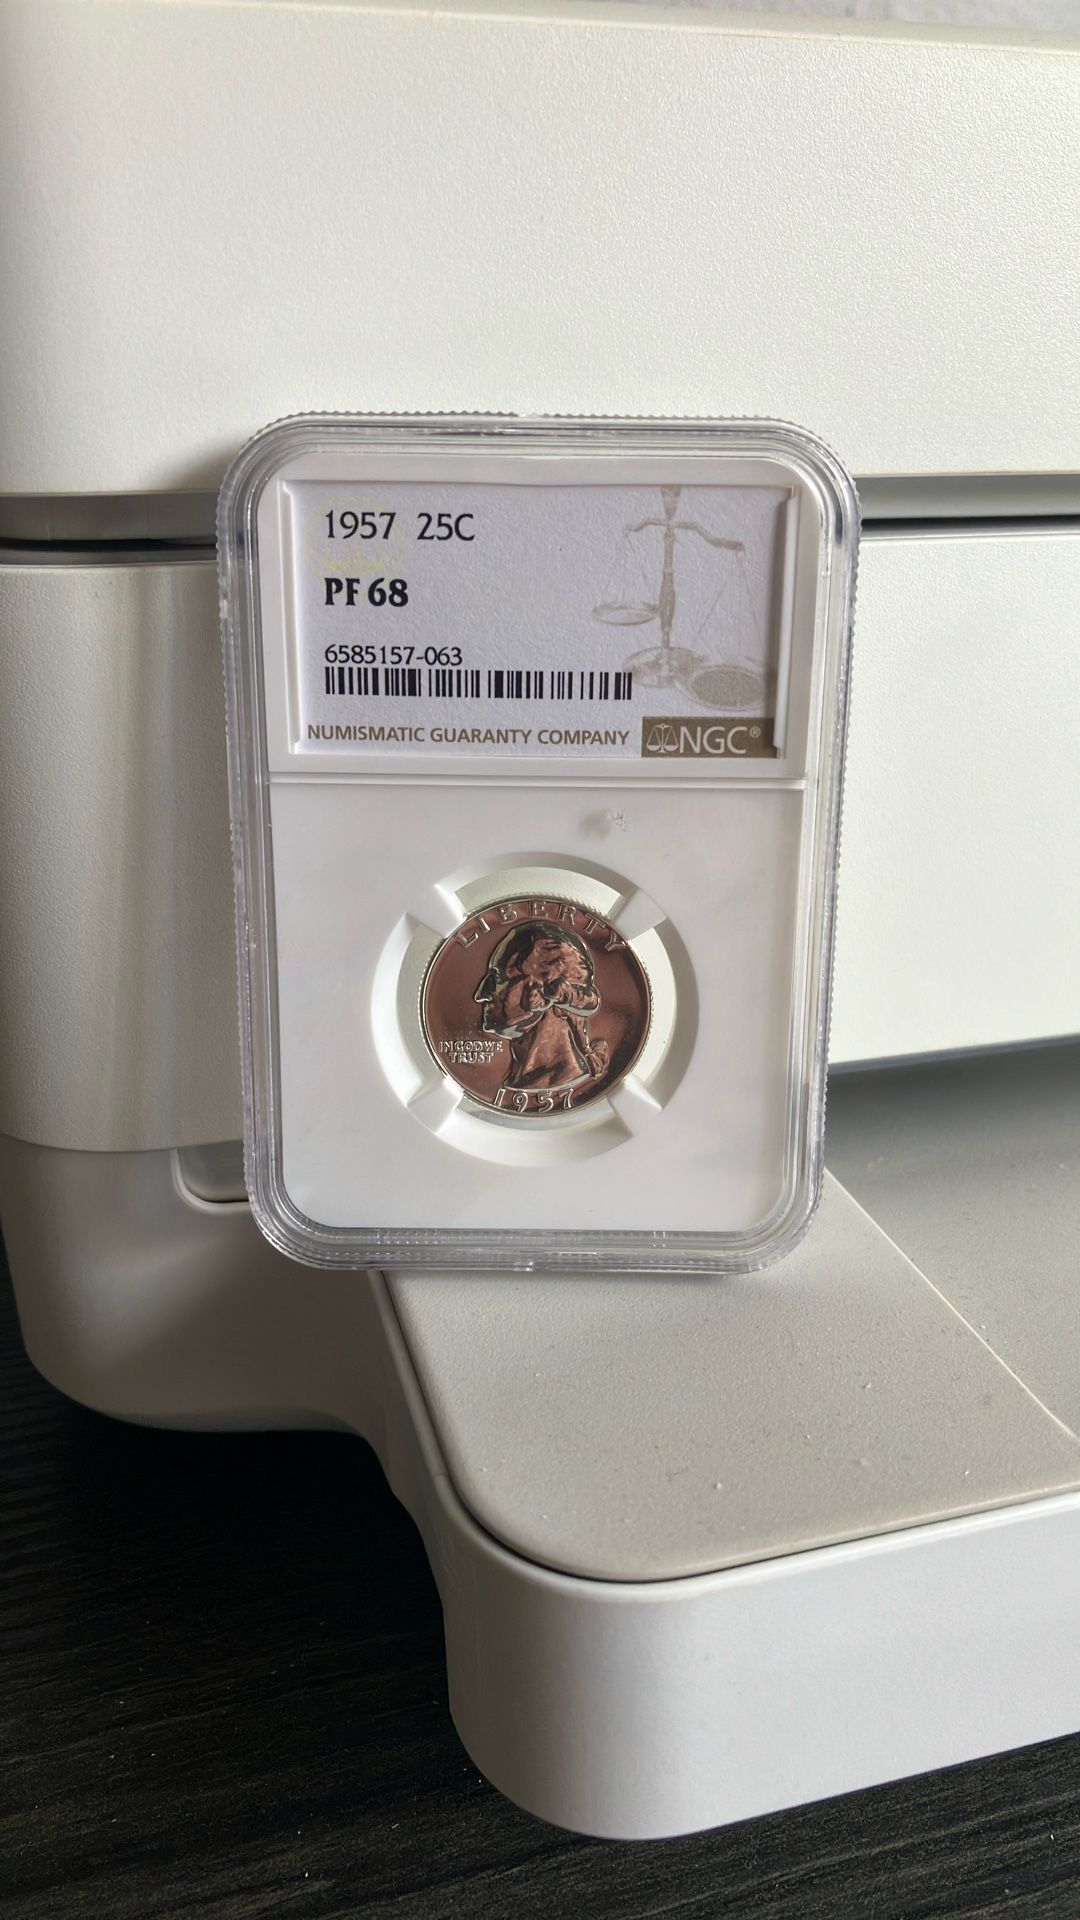 1957 25C
PF 68
6585157-063
NUMISMATIC GUARANTY COMPANY NGC®
LIBERTY
IN GOD WE
TRUST
1957